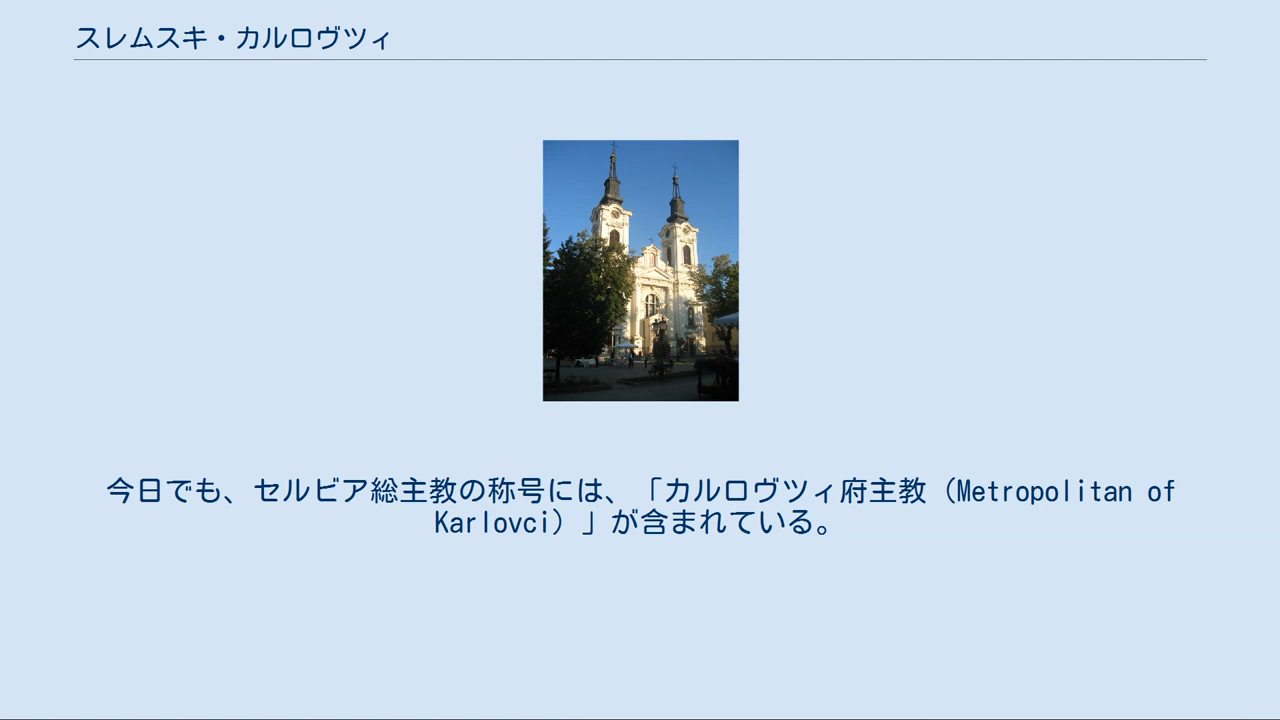 スレムスキ・カルロヴツィ
今日でも、セルビア総主教の称号には、「カルロヴツィ府主教（Metropolitan of
Karlovci）」が含まれている。